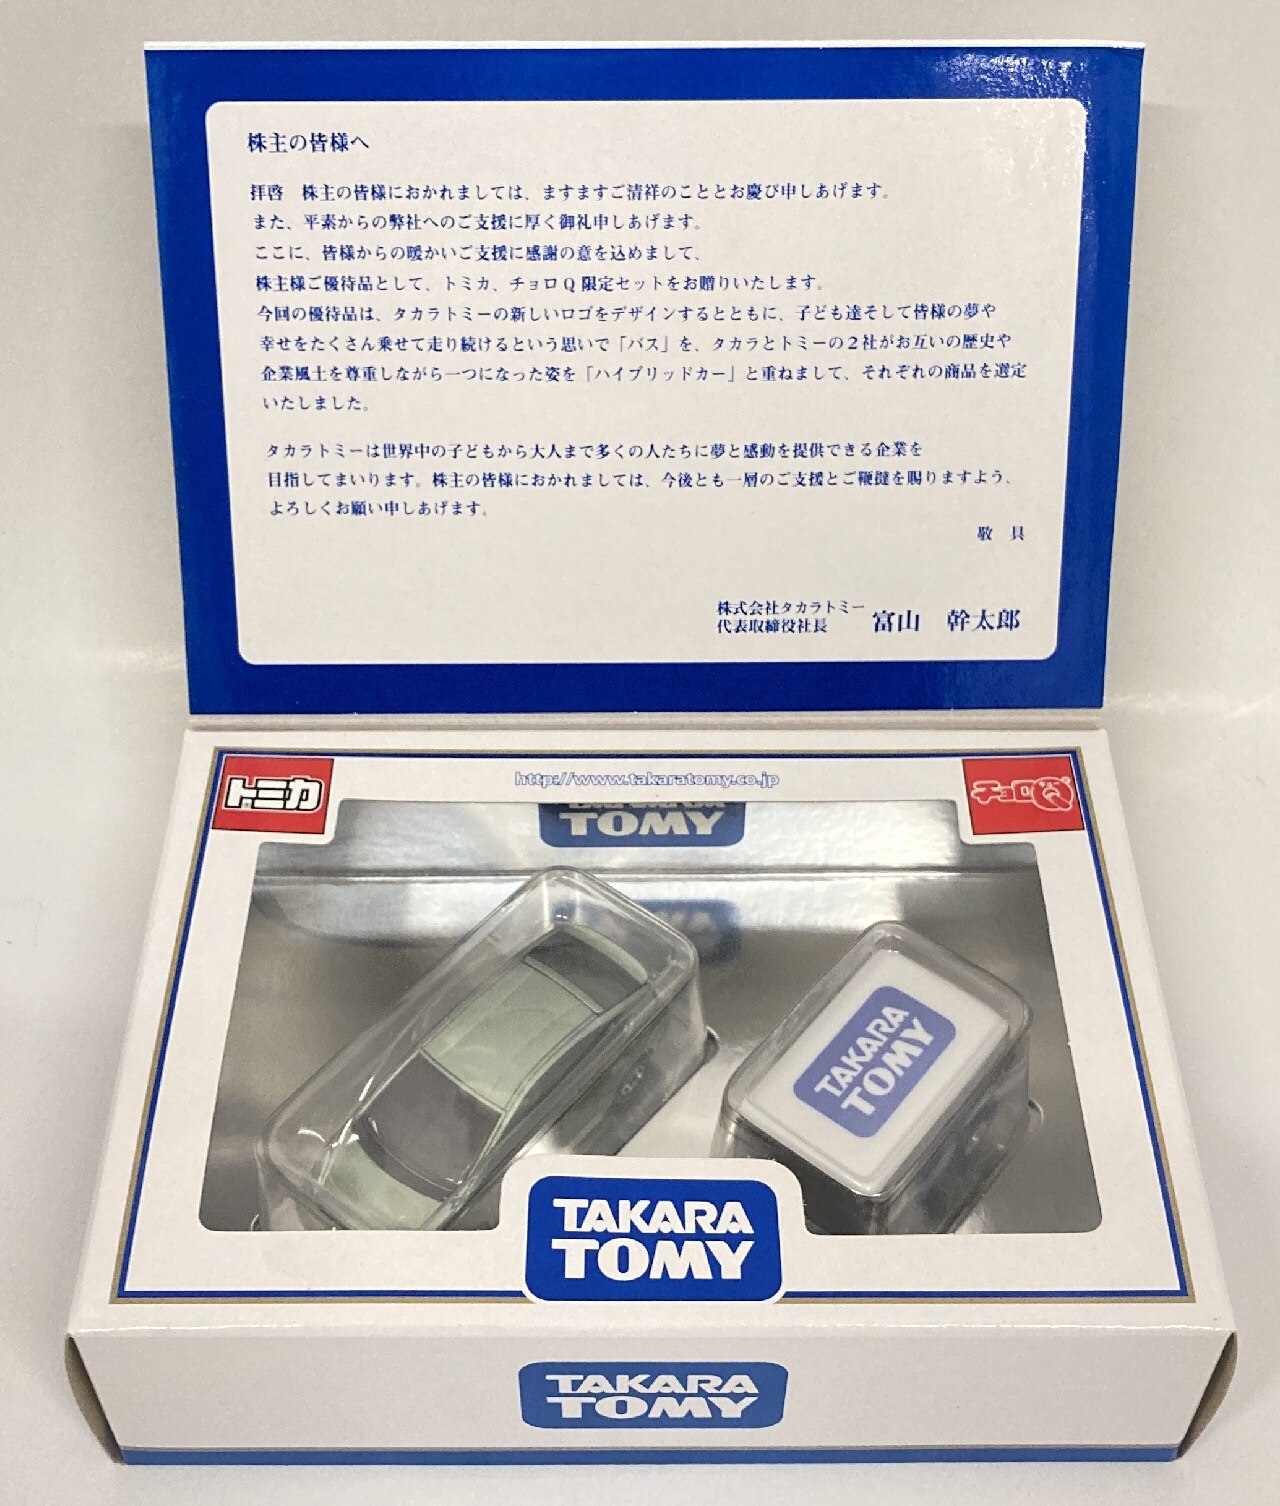 株主の皆様へ
拝啓　株主の皆様におかれましては、ますますご清祥のこととお慶び申しあげます。
また、平素からの弊社へのご支援に厚く御礼申しあげます。
ここに、皆様からの暖かいご支援に感謝の意を込めまして、
株主様ご優待品として、トミカ、チョロQ限定セットをお贈りいたします。
今回の優待品は、タカラトミーの新しいロゴをデザインするとともに、子ども達そして皆様の夢や
幸せをたくさん乗せて走り続けるという思いで「バス」を、タカラとトミーの2社がお互いの歴史や
企業風土を尊重しながら一つになった姿を「ハイブリッドカー」と重ねまして、それぞれの商品を選定
いたしました。
タカラトミーは世界中の子どもから大人まで多くの人たちに夢と感動を提供できる企業を
目指してまいります。株主の皆様におかれましては、今後とも一層のご支援とご鞭撻を賜りますよう、
よろしくお願い申しあげます。
敬　具
株式会社タカラトミー
代表取締役社長　富山　幹太郎
トミカ
http://www.takaratomy.co.jp
チョロQ
TOMY
TAKARA
TOMY
TAKARA
TOMY
TAKARA
TOMY